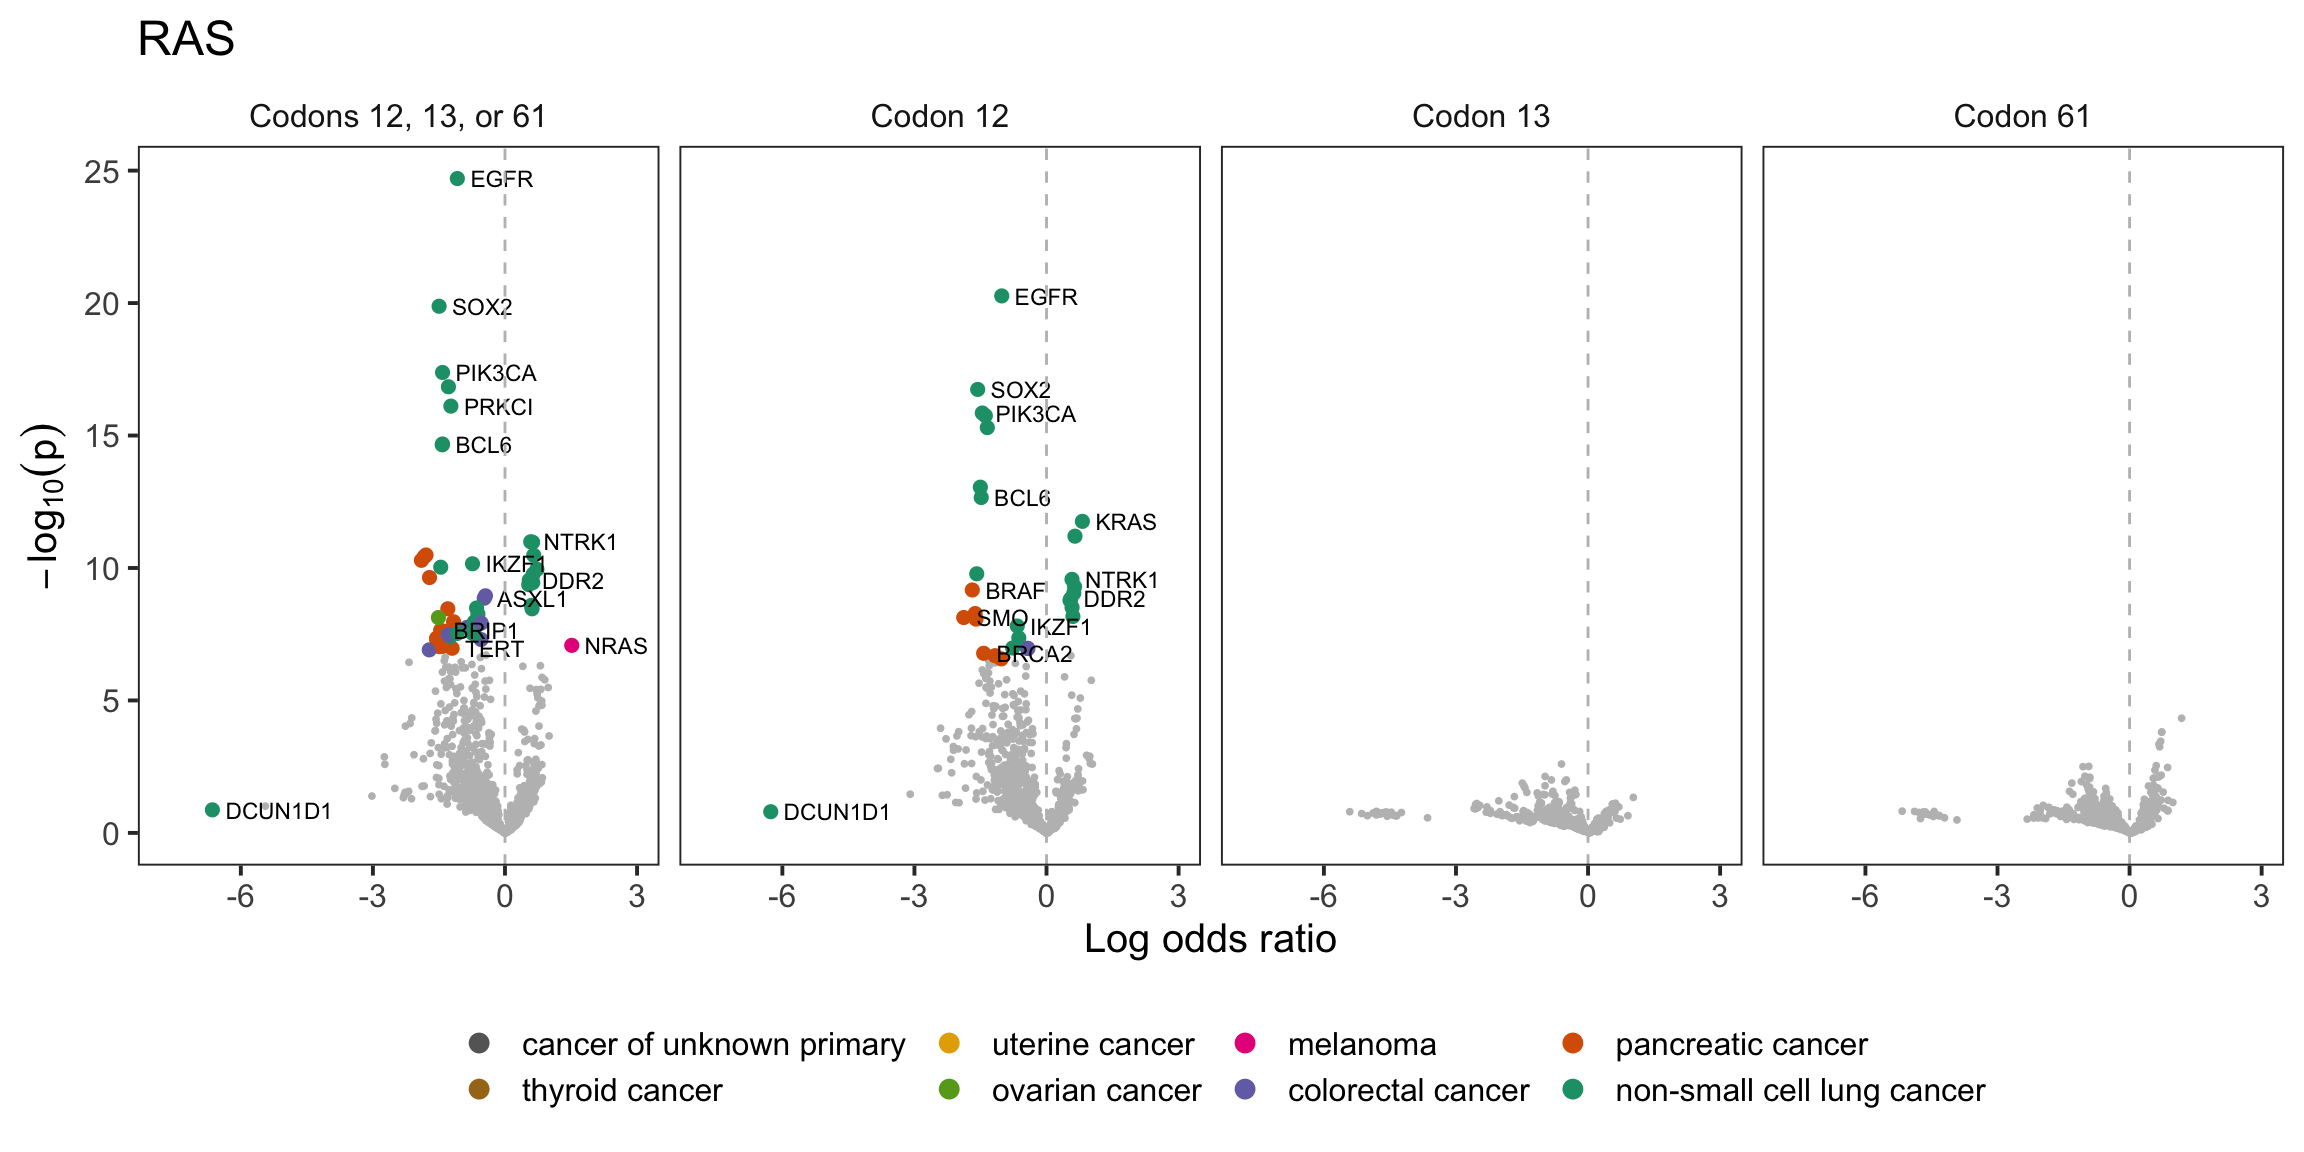 RAS
Codons 12, 13, or 61
Codon 12
Codon 13
Codon 61
−log10(p)
25
20
15
10
5
0
EGFR
SOX2
PIK3CA
PRKCI
BCL6
NTRK1
IKZF1
DDR2
ASXL1
BRIP1
TERT
NRAS
DCUN1D1
EGFR
SOX2
PIK3CA
BCL6
KRAS
NTRK1
BRAF
DDR2
SMO
IKZF1
BRCA2
DCUN1D1
-6 -3 0 3
-6 -3 0 3
-6 -3 0 3
-6 -3 0 3
Log odds ratio
cancer of unknown primary
uterine cancer
melanoma
pancreatic cancer
thyroid cancer
ovarian cancer
colorectal cancer
non-small cell lung cancer